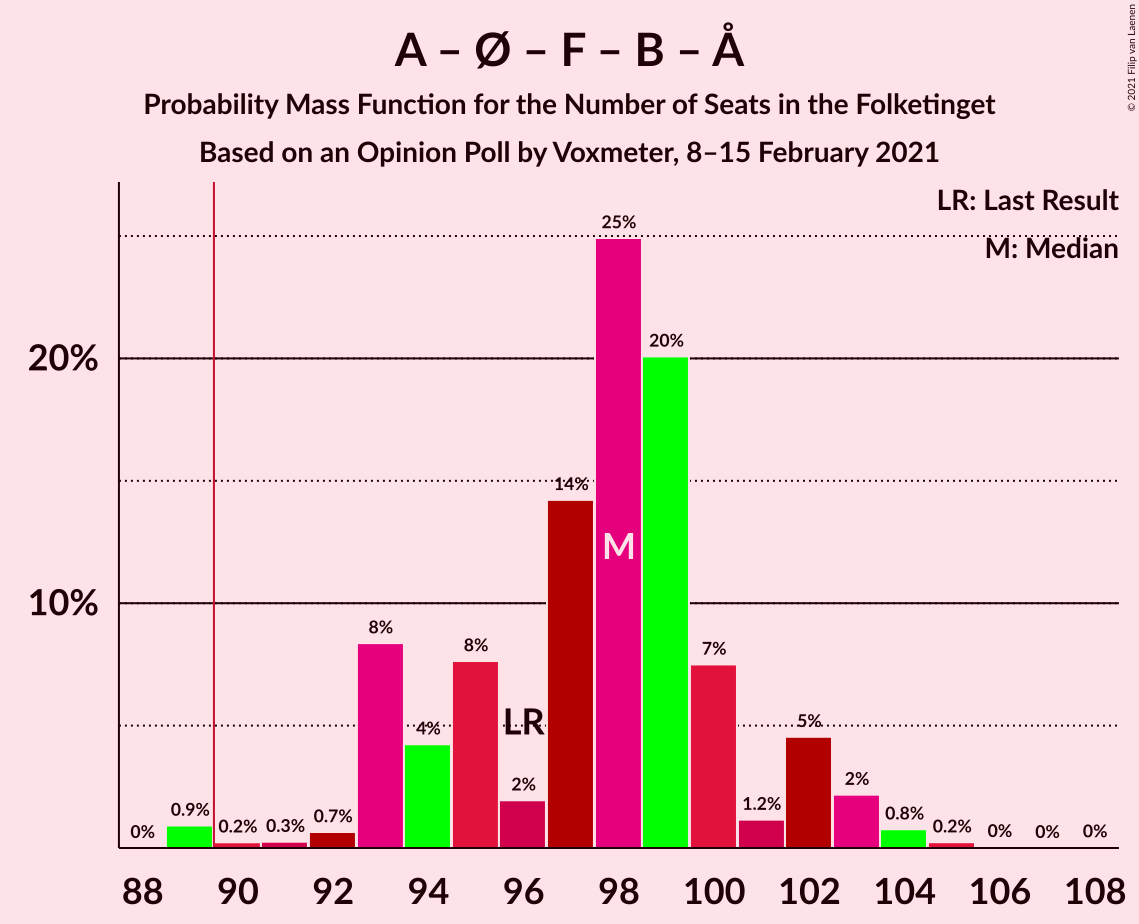 A – Ø – F – B – Å
Probability Mass Function for the Number of Seats in the Folketinget
Based on an Opinion Poll by Voxmeter, 8–15 February 2021
© 2021 Filip van Laenen
LR: Last Result
M: Median
20%
10%
0%
0.9%
0.2%
0.3%
0.7%
8%
4%
8%
2%
14%
25%
20%
7%
1.2%
5%
2%
0.8%
0.2%
0%
0%
0%
LR
M
88 90 92 94 96 98 100 102 104 106 108